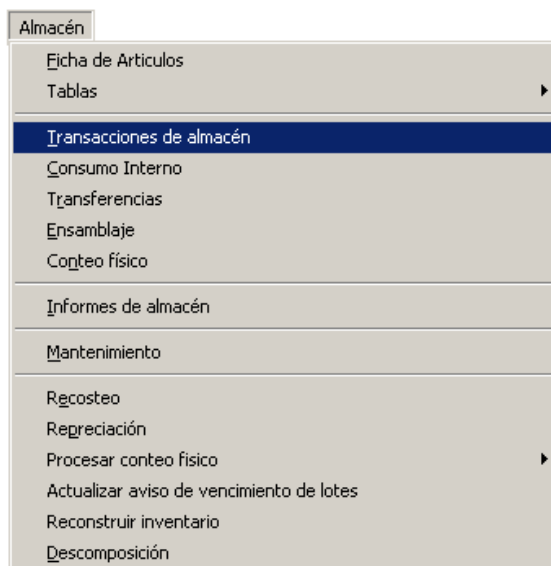 Almacén
Ficha de Articulos
Tablas
Transacciones de almacén
Consumo Interno
Transferencias
Ensamblaje
Conteo físico
Informes de almacén
Mantenimiento
Recosteo
Repreciación
Procesar conteo fisico
Actualizar aviso de vencimiento de lotes
Reconstruir inventario
Descomposición